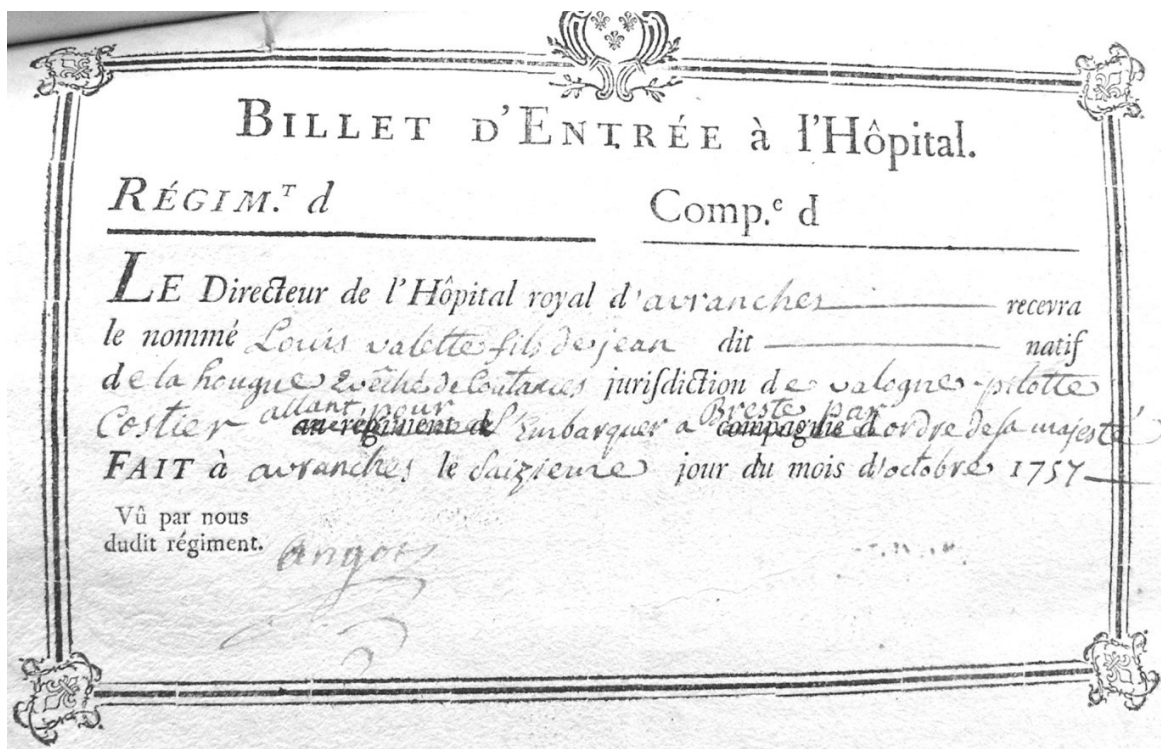 BILLET D'ENTRÉE à l'Hôpital.
RÉGIM.T d Comp.e d
LE Directeur de l'Hôpital royal d'avranches recevra
le nommé Louis valette fils de jean dit natif
de la hougue Evêché de Coutances jurisdiction de valogne pilotte
Costier allant pour s'Embarquer a Breste par ordre de sa majesté
au régiment d compagnie d
FAIT à avranches le Saizieme jour du mois d'octobre 1757
Vû par nous
dudit régiment. angot